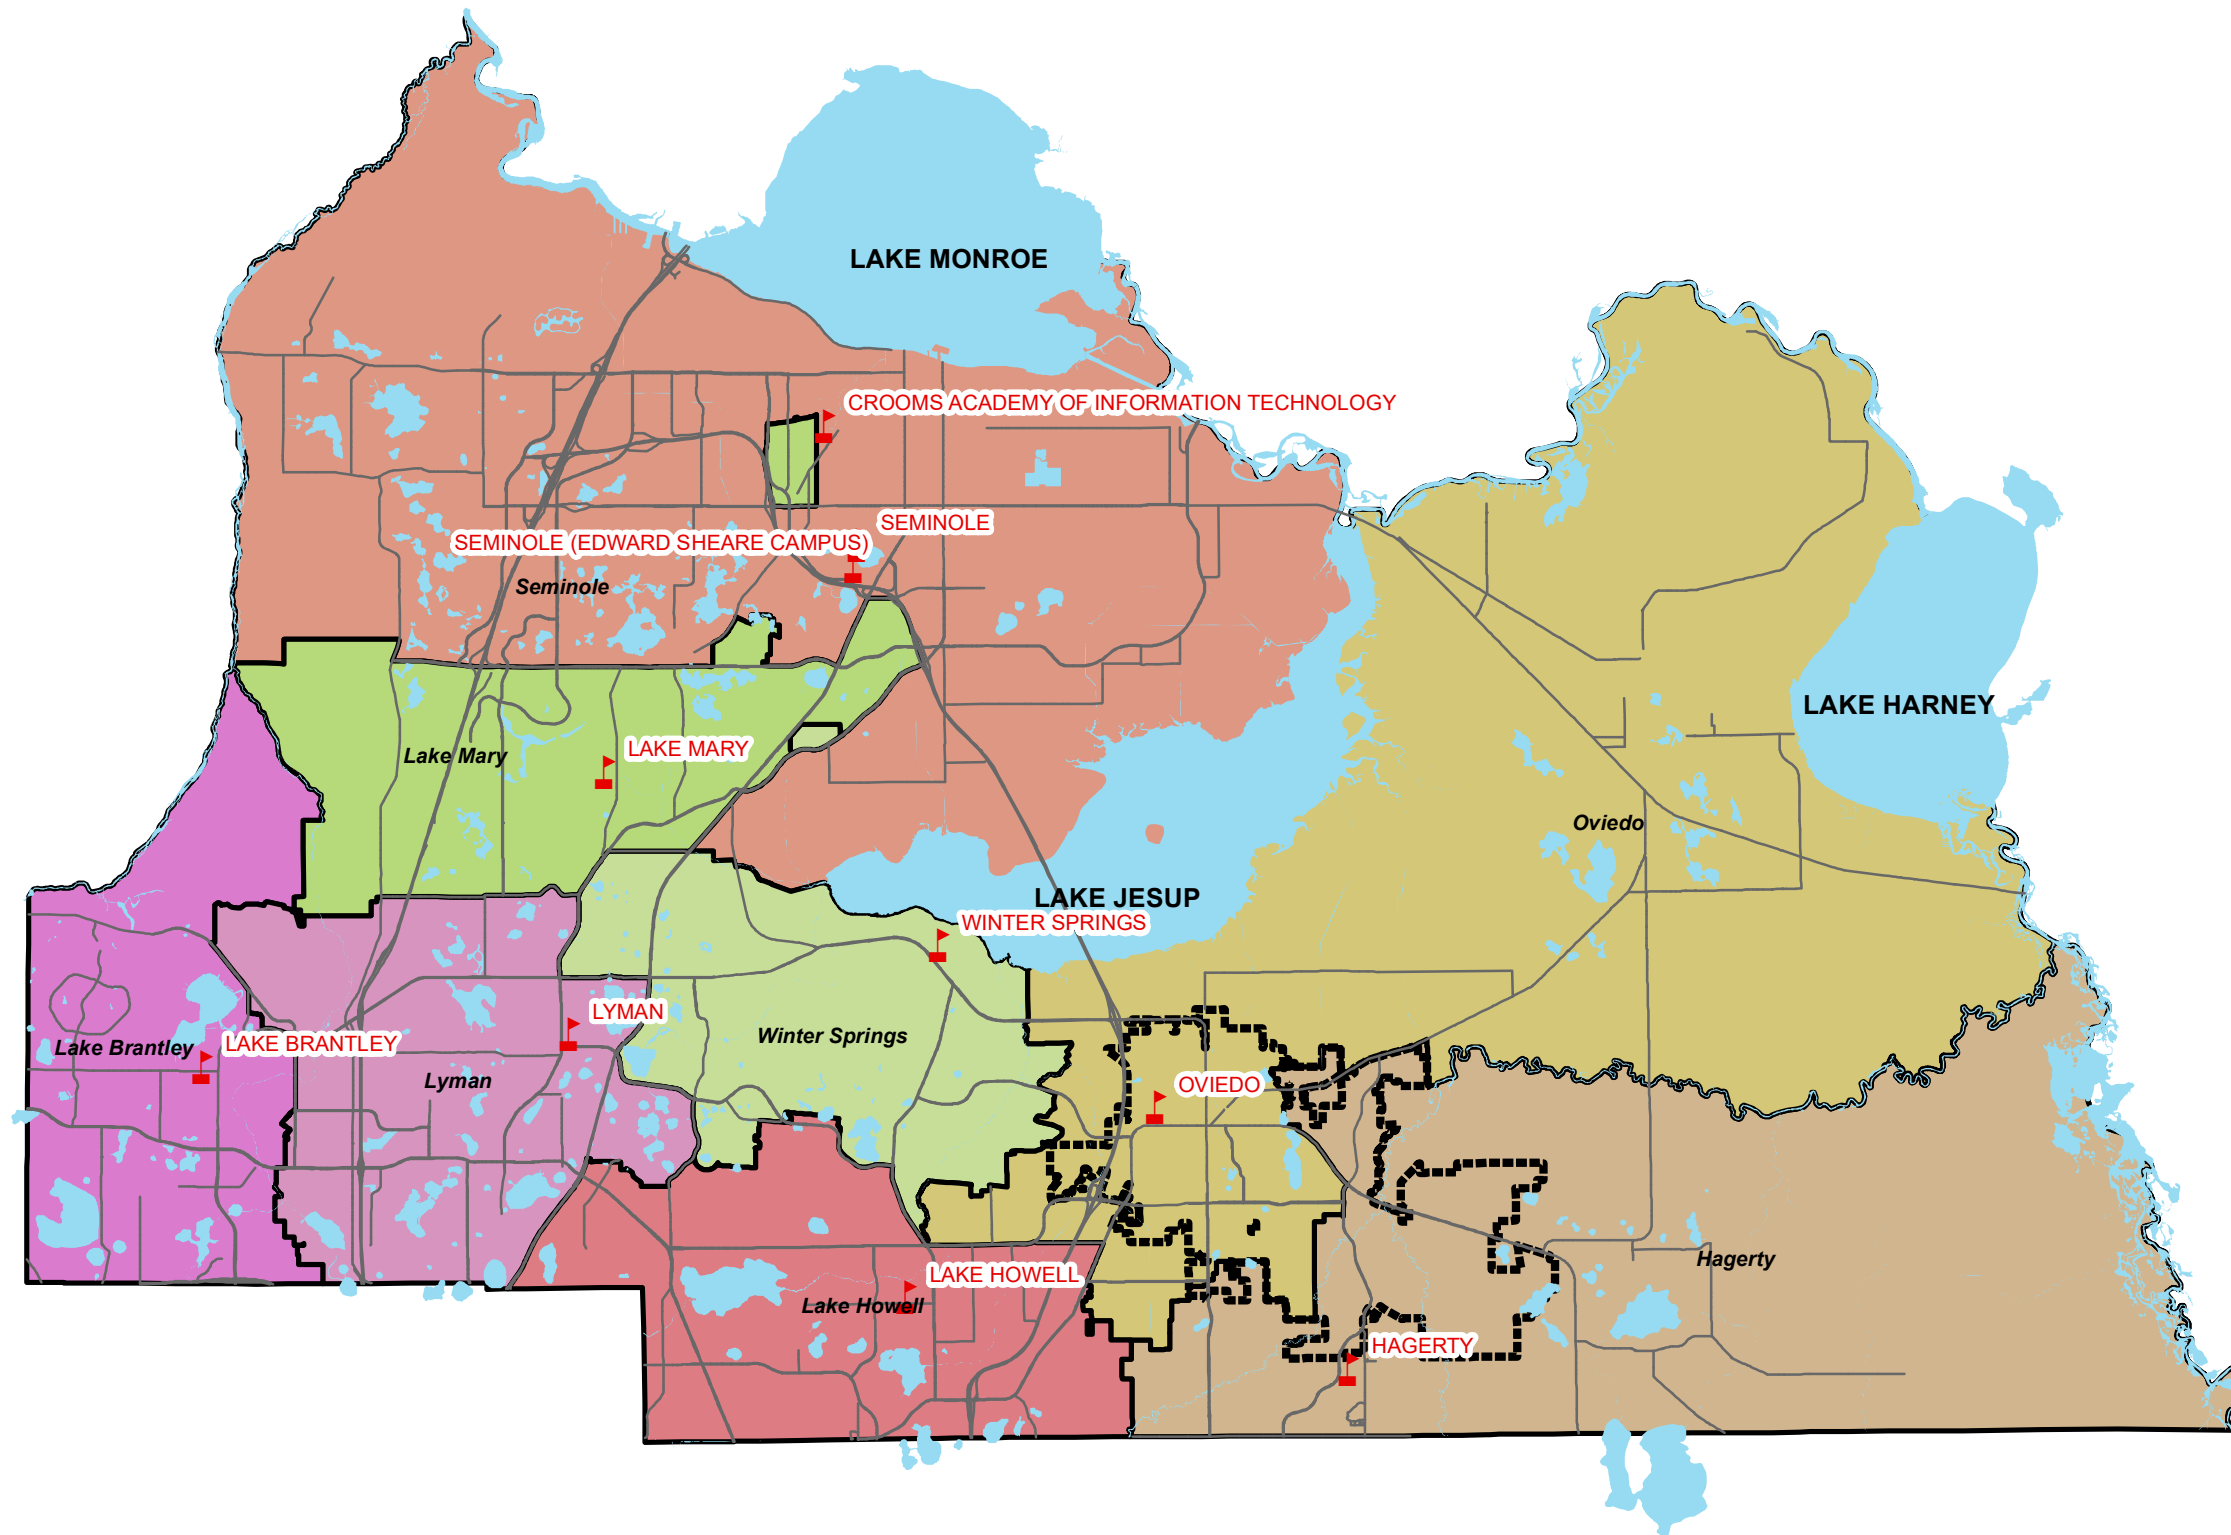 LAKE MONROE
CROOMS ACADEMY OF INFORMATION TECHNOLOGY
SEMINOLE
SEMINOLE (EDWARD SHEARE CAMPUS)
Seminole
LAKE HARNEY
LAKE MARY
Lake Mary
Oviedo
LAKE JESUP
WINTER SPRINGS
LYMAN
Winter Springs
LAKE BRANTLEY
Lake Brantley
Lyman
OVIEDO
Hagerty
LAKE HOWELL
Lake Howell
HAGERTY